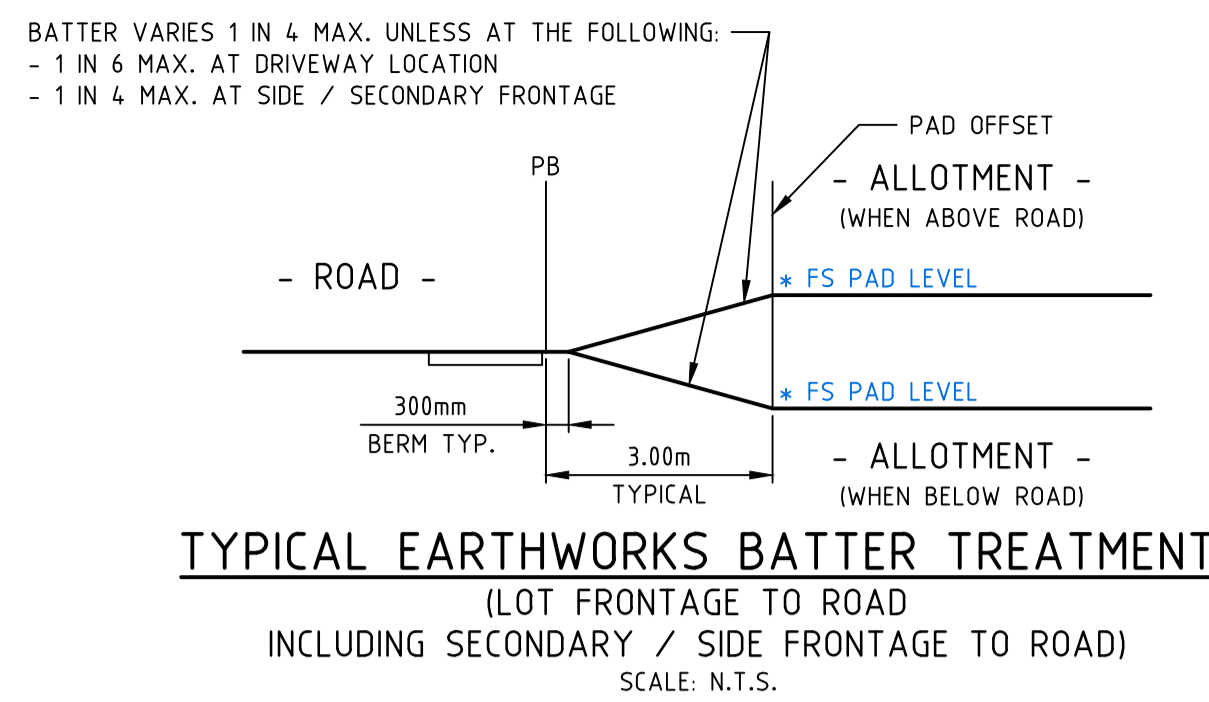 BATTER VARIES 1 IN 4 MAX. UNLESS AT THE FOLLOWING:
- 1 IN 6 MAX. AT DRIVEWAY LOCATION
- 1 IN 4 MAX. AT SIDE / SECONDARY FRONTAGE
PAD OFFSET
PB
- ALLOTMENT -
(WHEN ABOVE ROAD)
- ROAD -
* FS PAD LEVEL
* FS PAD LEVEL
300mm
BERM TYP.
3.00m
TYPICAL
- ALLOTMENT -
(WHEN BELOW ROAD)
TYPICAL EARTHWORKS BATTER TREATMENT
(LOT FRONTAGE TO ROAD
INCLUDING SECONDARY / SIDE FRONTAGE TO ROAD)
SCALE: N.T.S.